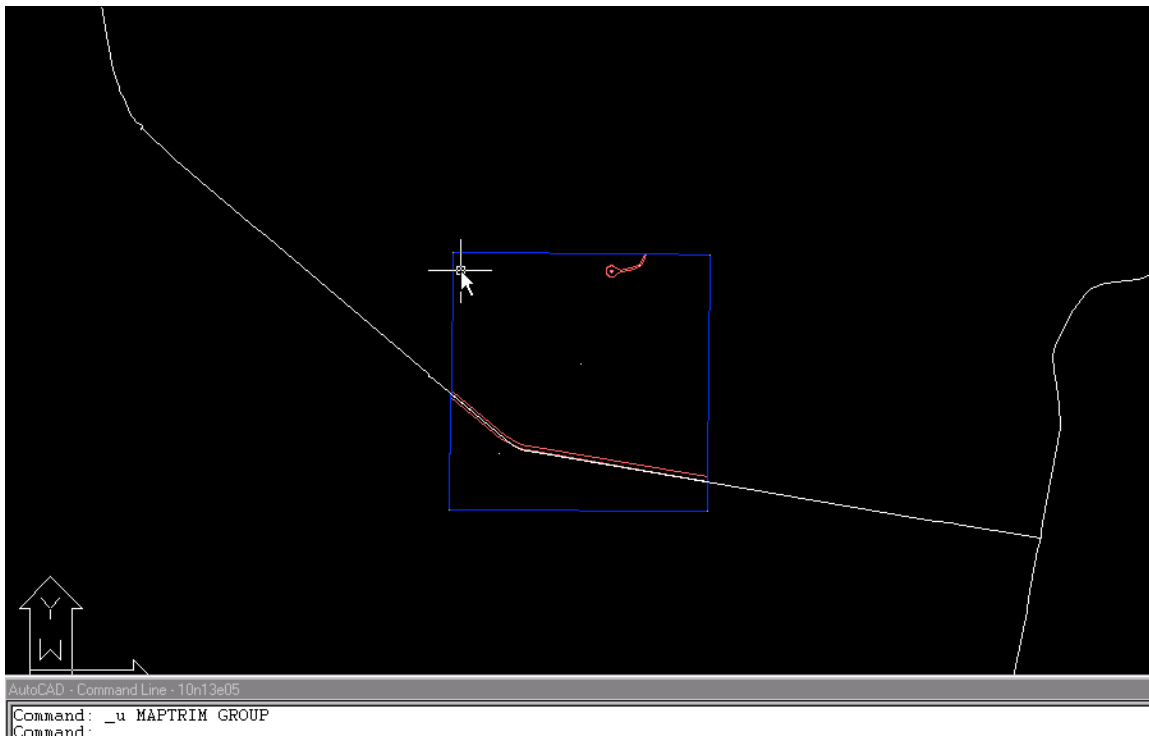 Y
W
AutoCAD - Command Line - 10n13e05
Command: _u MAPTRIM GROUP
Command: